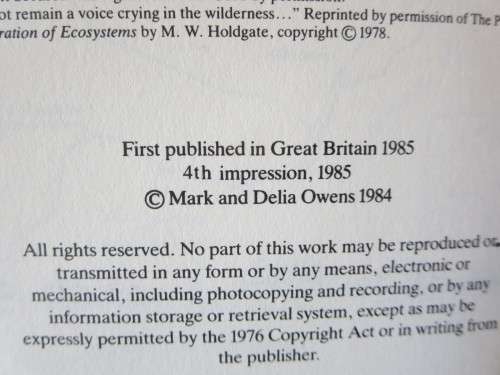 ot remain a voice crying in the wilderness..." Reprinted by permission of The P
ration of Ecosystems by M. W. Holdgate, copyright © 1978.
First published in Great Britain 1985
4th impression, 1985
© Mark and Delia Owens 1984
All rights reserved. No part of this work may be reproduced or
transmitted in any form or by any means, electronic or
mechanical, including photocopying and recording, or by any
information storage or retrieval system, except as may be
expressly permitted by the 1976 Copyright Act or in writing from
the publisher.